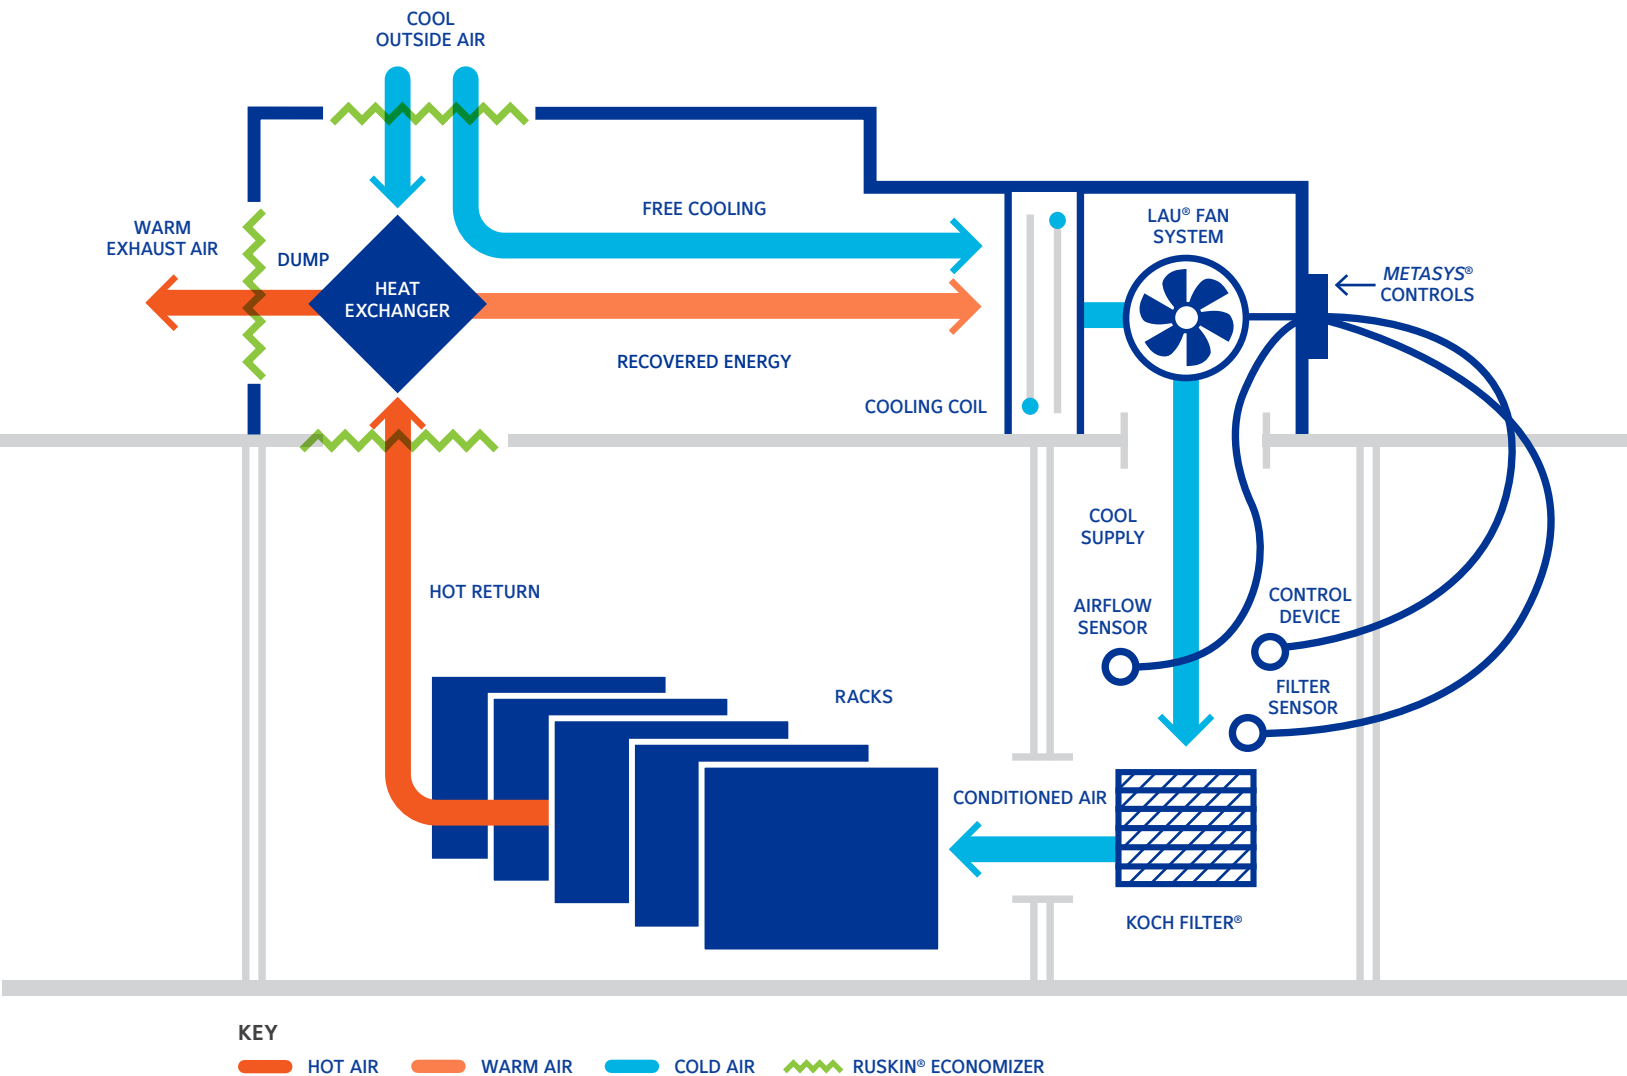 COOL
OUTSIDE AIR
FREE COOLING
WARM
EXHAUST AIR
DUMP
HEAT
EXCHANGER
RECOVERED ENERGY
COOLING COIL
LAU® FAN
SYSTEM
METASYS®
CONTROLS
COOL
SUPPLY
HOT RETURN
AIRFLOW
SENSOR
CONTROL
DEVICE
FILTER
SENSOR
RACKS
CONDITIONED AIR
KOCH FILTER®
KEY
HOT AIR
WARM AIR
COLD AIR
RUSKIN® ECONOMIZER